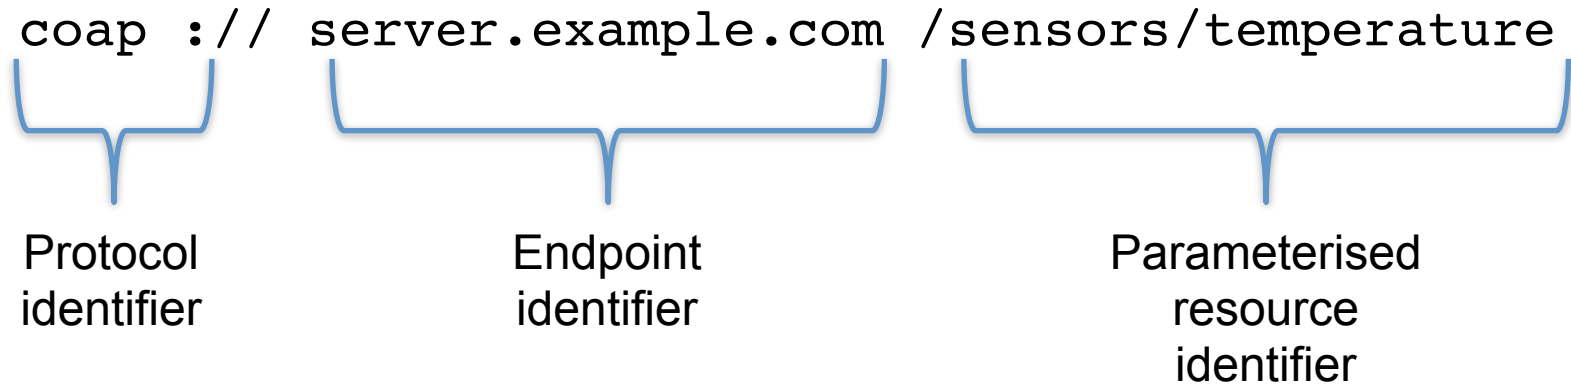 coap :// server.example.com /sensors/temperature
Protocol
identifier
Endpoint
identifier
Parameterised
resource
identifier